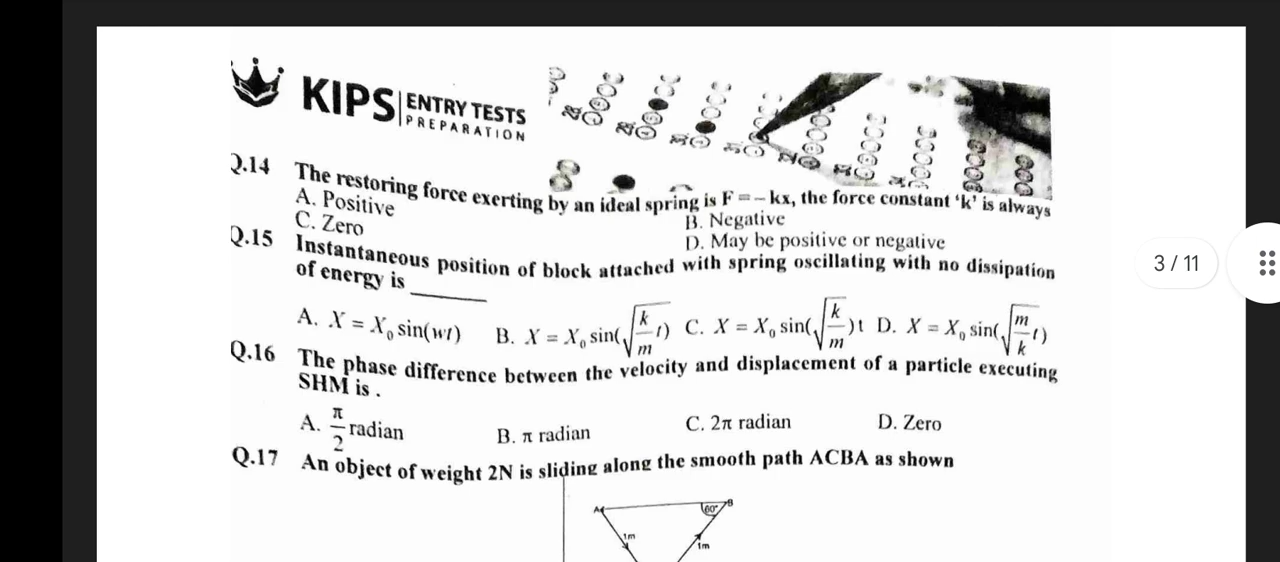 KIPS ENTRY TESTS
PREPARATION
Q.14 The restoring force exerting by an ideal spring is F = – kx, the force constant ‘k’ is always
A. Positive B. Negative
C. Zero D. May be positive or negative
Q.15 Instantaneous position of block attached with spring oscillating with no dissipation
of energy is ______
A. X = X₀ sin(wt) B. X = X₀ sin(√(k/m) t) C. X = X₀ sin(√(k/m))t D. X = X₀ sin(√(m/k) t)
Q.16 The phase difference between the velocity and displacement of a particle executing
SHM is .
A. π/2 radian B. π radian C. 2π radian D. Zero
Q.17 An object of weight 2N is sliding along the smooth path ACBA as shown
A 60° B
1m 1m
3 / 11